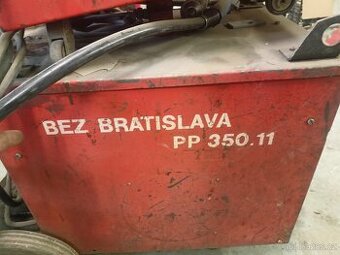 BEZ BRATISLAVA
PP 350.11